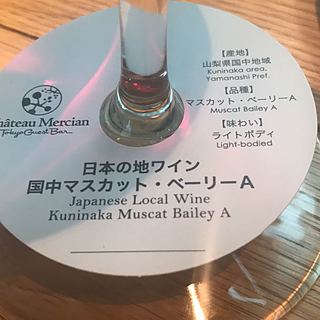 Château Mercian
Tokyo Guest Bar
【産地】
山梨県国中地域
Kuninaka area,
Yamanashi Pref.
【品種】
マスカット・ベーリーA
Muscat Bailey A
【味わい】
ライトボディ
Light-bodied
日本の地ワイン
国中マスカット・ベーリーA
Japanese Local Wine
Kuninaka Muscat Bailey A